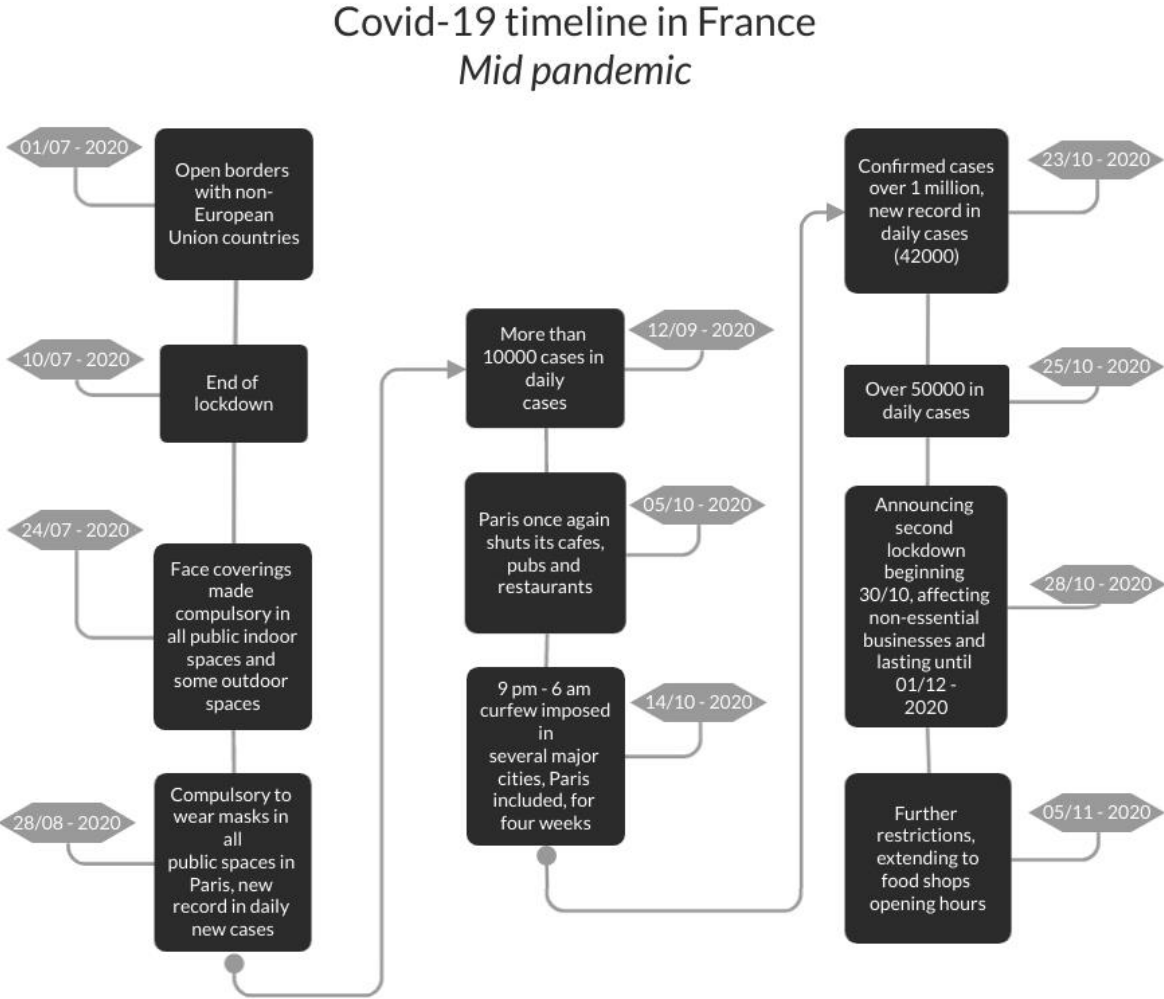 Covid-19 timeline in France
Mid pandemic
01/07 - 2020
Open borders
with non-
European
Union countries
10/07 - 2020
End of
lockdown
24/07 - 2020
Face coverings
made
compulsory in
all public indoor
spaces and
some outdoor
spaces
28/08 - 2020
Compulsory to
wear masks in
all
public spaces in
Paris, new
record in daily
new cases
12/09 - 2020
More than
10000 cases in
daily
cases
05/10 - 2020
Paris once again
shuts its cafes,
pubs and
restaurants
14/10 - 2020
9 pm - 6 am
curfew imposed
in
several major
cities, Paris
included, for
four weeks
23/10 - 2020
Confirmed cases
over 1 million,
new record in
daily cases
(42000)
25/10 - 2020
Over 50000 in
daily cases
28/10 - 2020
Announcing
second
lockdown
beginning
30/10, affecting
non-essential
businesses and
lasting until
01/12 -
2020
05/11 - 2020
Further
restrictions,
extending to
food shops
opening hours